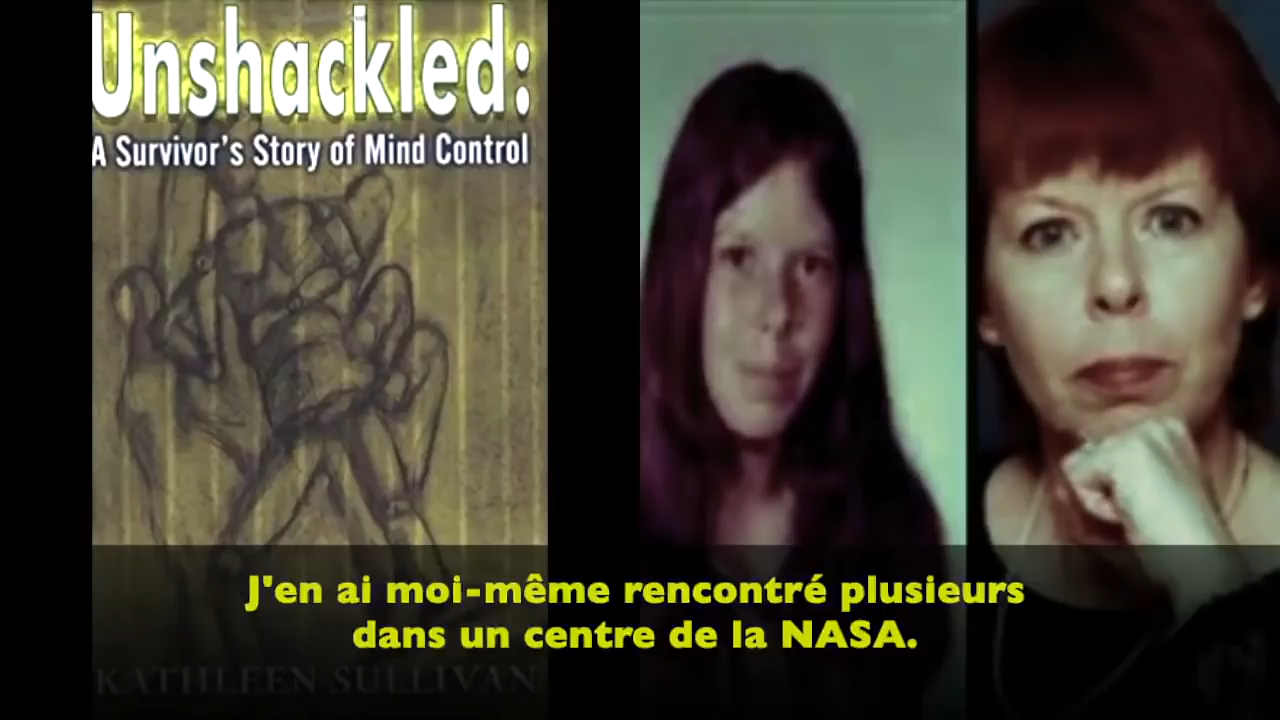 Unshackled:
A Survivor's Story of Mind Control
KATHLEEN SULLIVAN
J'en ai moi-même rencontré plusieurs
dans un centre de la NASA.